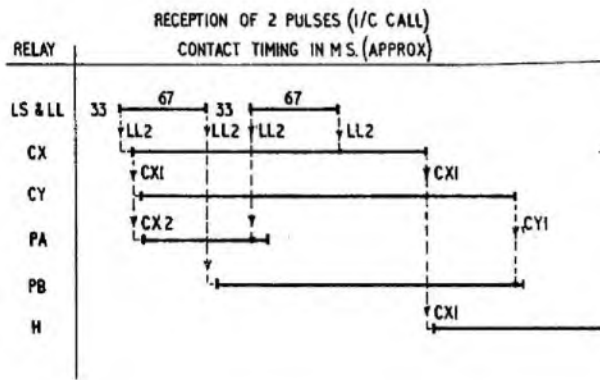 RECEPTION OF 2 PULSES (I/C CALL)
RELAY CONTACT TIMING IN M S. (APPROX)
LS & LL 33 67 33 67
LL2 LL2 LL2 LL2
CX
CX1 CX1
CY
CX2 CY1
PA
PB
CX1
H